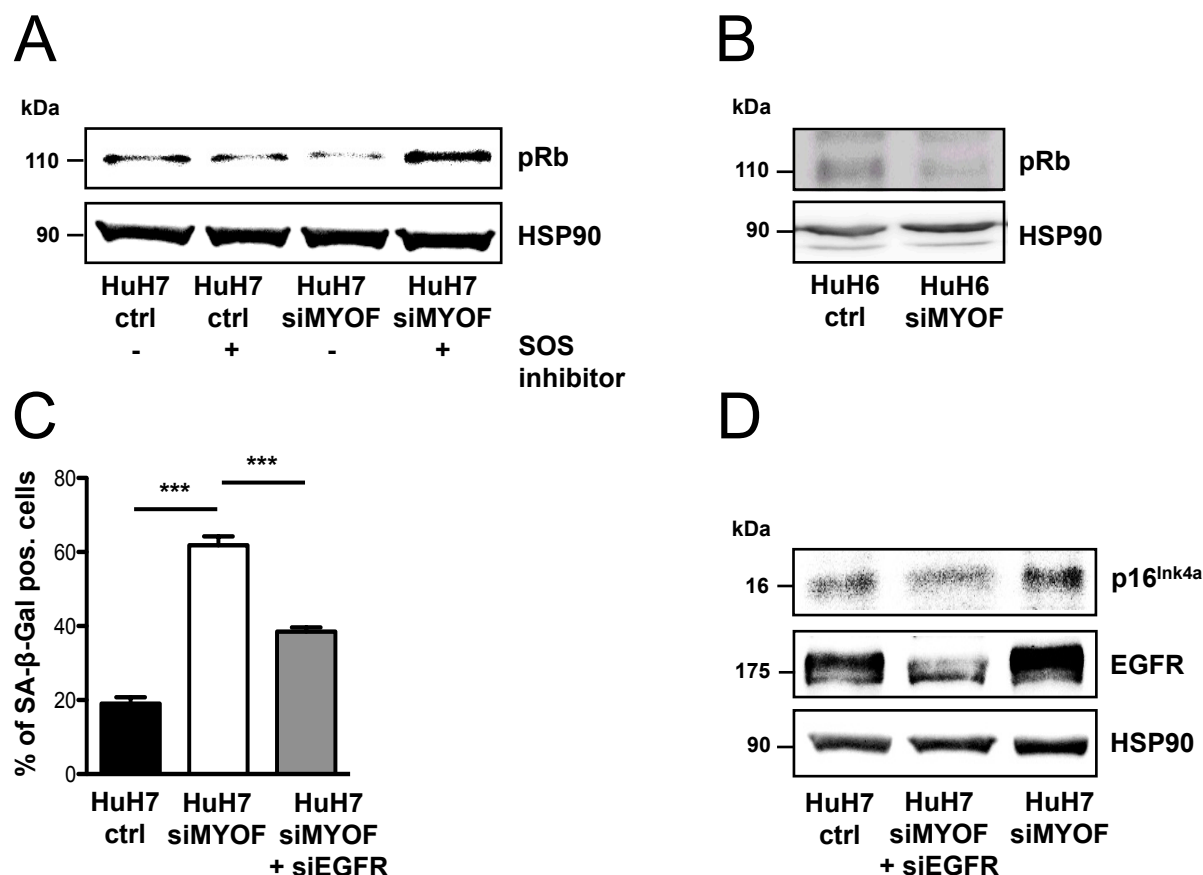 A
kDa
110
pRb
90
HSP90
HuH7 HuH7 HuH7 HuH7
ctrl ctrl siMYOF siMYOF
- + - + SOS
inhibitor
B
kDa
110
pRb
90
HSP90
HuH6 HuH6
ctrl siMYOF
C
% of SA-β-Gal pos. cells
80
60
40
20
0
*** ***
HuH7 HuH7 HuH7
ctrl siMYOF siMYOF
+ siEGFR
D
kDa
16
p16Ink4a
175
EGFR
90
HSP90
HuH7 HuH7 HuH7
ctrl siMYOF siMYOF
+ siEGFR